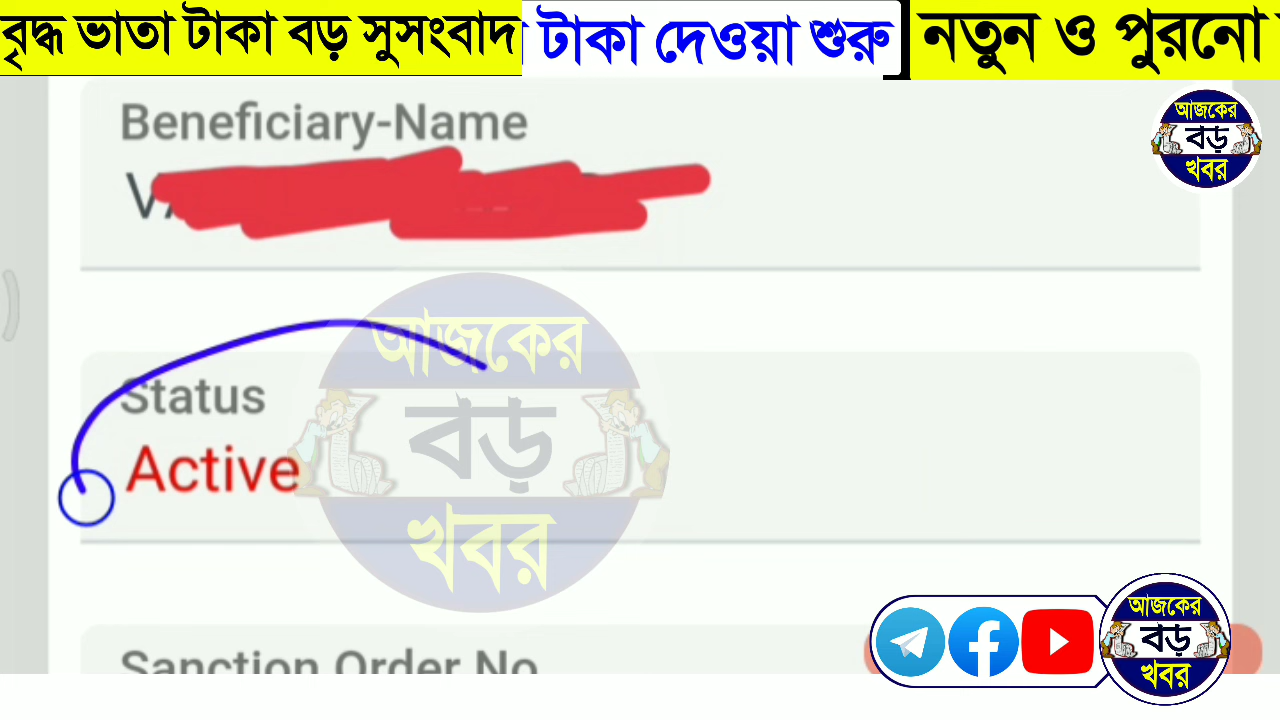 বৃদ্ধ ভাতা টাকা বড় সুসংবাদ
টাকা দেওয়া শুরু
নতুন ও পুরনো
আজকের
বড়
খবর
Beneficiary-Name
আজকের
বড়
খবর
Status
Active
Sanction Order No
আজকের
বড়
খবর